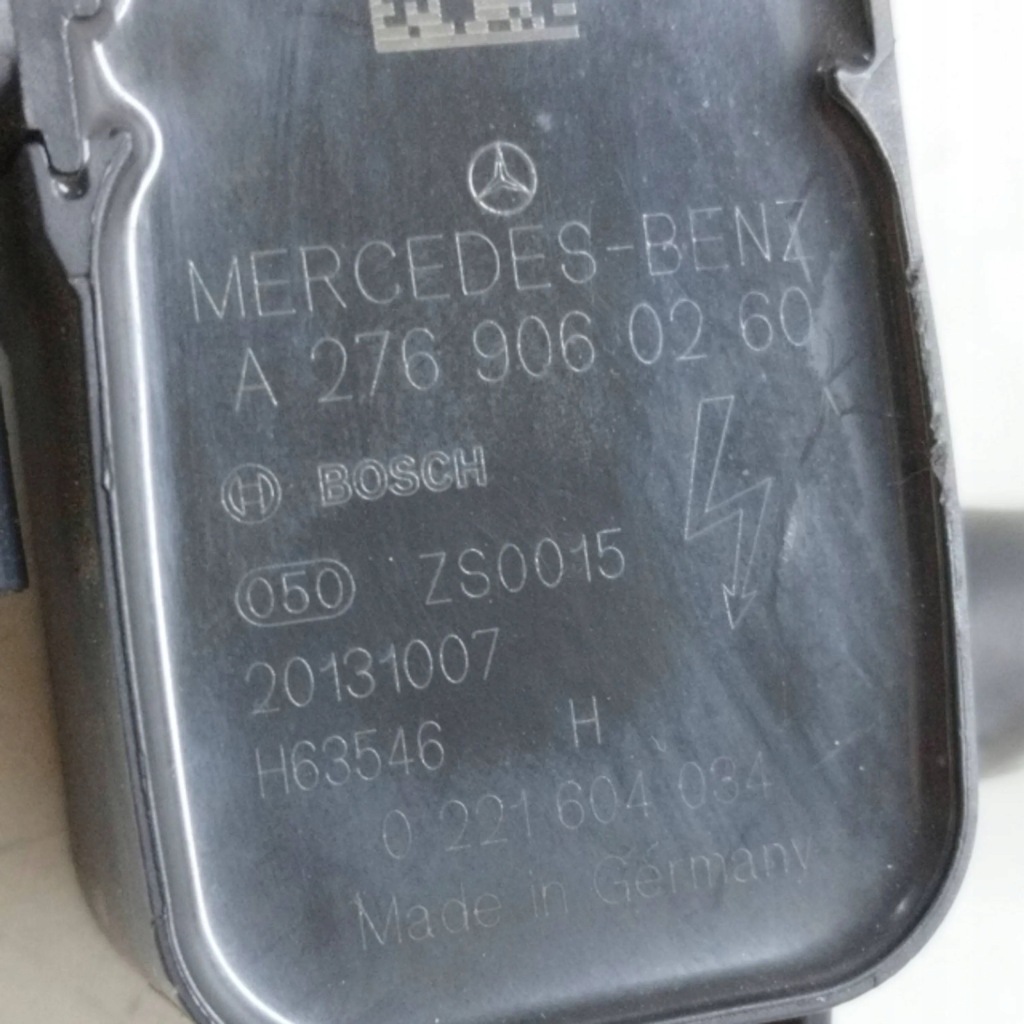 MERCEDES-BENZ
A 276 906 02 60
BOSCH
050 ZS0015
20131007
H63546 H
0 221 604 034
Made in Germany